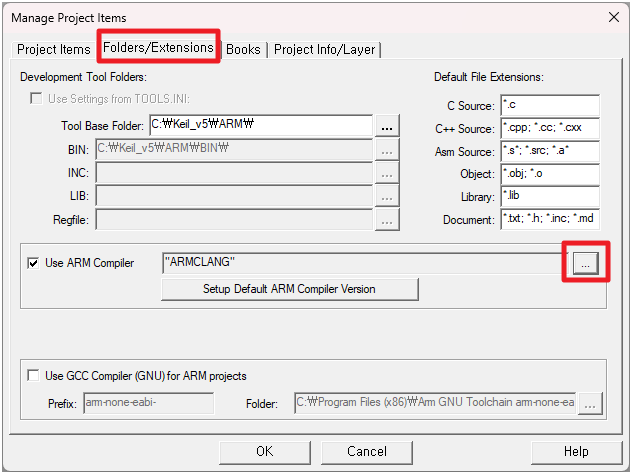 Manage Project Items
Project Items Folders/Extensions Books Project Info/Layer
Development Tool Folders:
Use Settings from TOOLS.INI:
Tool Base Folder: C:₩Keil_v5₩ARM₩ ...
BIN: C:₩Keil_v5₩ARM₩BIN₩ ...
INC: ...
LIB: ...
Regfile: ...
Default File Extensions:
C Source: *.c
C++ Source: *.cpp; *.cc; *.cxx
Asm Source: *.s*; *.src; *.a*
Object: *.obj; *.o
Library: *.lib
Document: *.txt; *.h; *.inc; *.md
Use ARM Compiler "ARMCLANG" ...
Setup Default ARM Compiler Version
Use GCC Compiler (GNU) for ARM projects
Prefix: arm-none-eabi- Folder: C:₩Program Files (x86)₩Arm GNU Toolchain arm-none-ea ...
OK Cancel Help